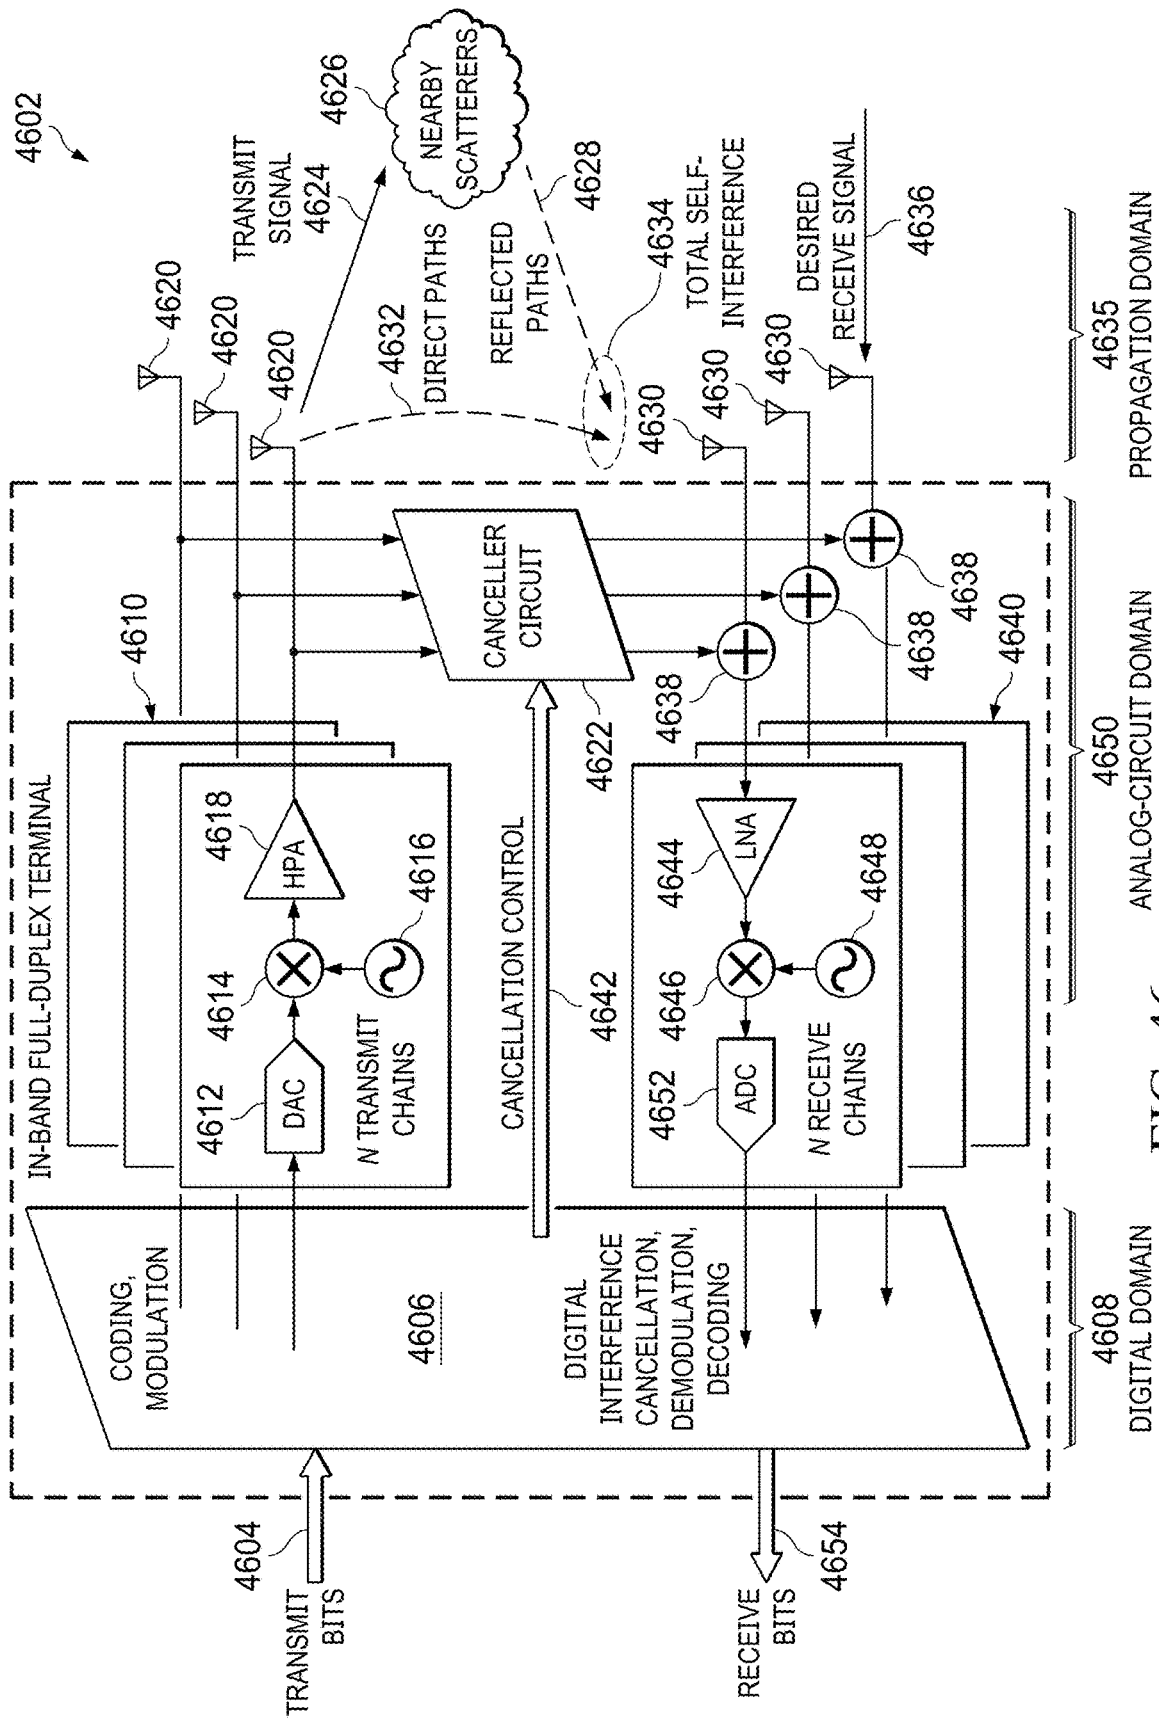 4602
IN-BAND FULL-DUPLEX TERMINAL
4610
4620
4620
4620
TRANSMIT
SIGNAL
4624
4626
NEARBY
SCATTERERS
4604
TRANSMIT
BITS
CODING,
MODULATION
4606
4612
DAC
4614
4618
HPA
4616
N TRANSMIT
CHAINS
4632
DIRECT PATHS
REFLECTED
PATHS
4628
4634
TOTAL SELF-
INTERFERENCE
CANCELLATION CONTROL
4642
CANCELLER
CIRCUIT
4622
4630
4630
4630
DESIRED
RECEIVE SIGNAL
4636
4638
4638
4638
4640
DIGITAL
INTERFERENCE
CANCELLATION,
DEMODULATION,
DECODING
4652
ADC
4646
4644
LNA
4648
N RECEIVE
CHAINS
RECEIVE
BITS
4654
4608
DIGITAL DOMAIN
4650
ANALOG-CIRCUIT DOMAIN
4635
PROPAGATION DOMAIN